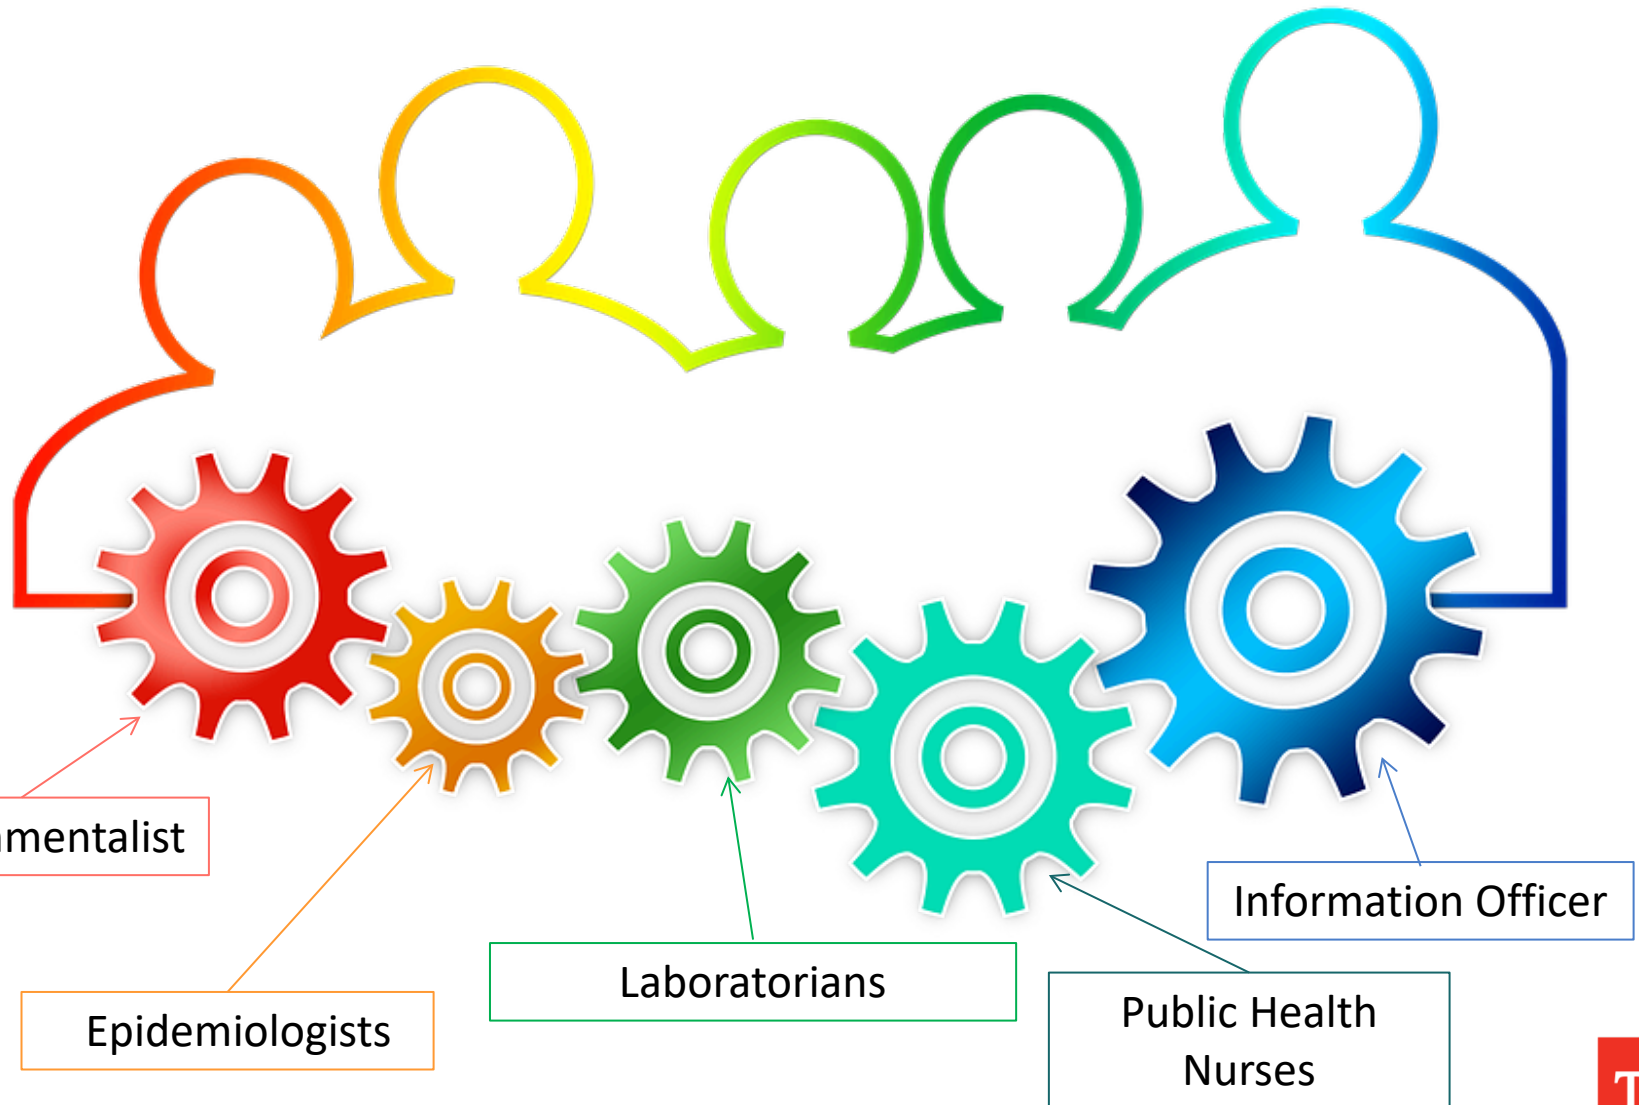 mentalist
Epidemiologists
Laboratorians
Public Health
Nurses
Information Officer
T